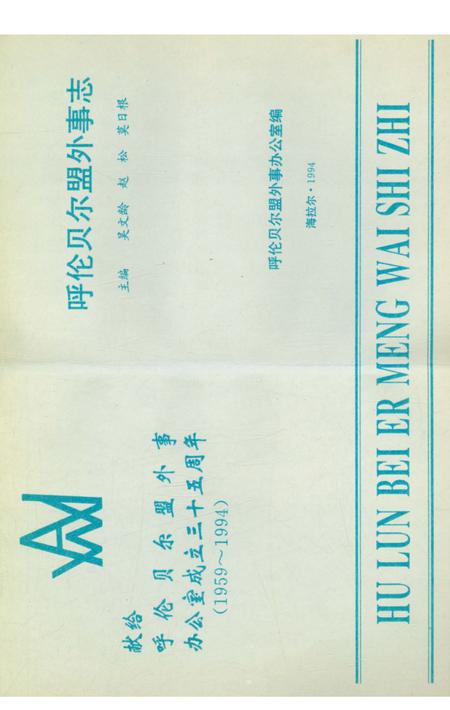 献给
呼伦贝尔盟外事
办公室成立三十五周年
(1959～1994)
呼伦贝尔盟外事志
主编 吴文龄 赵松 莫日根
呼伦贝尔盟外事办公室编
海拉尔·1994
HU LUN BEI ER MENG WAI SHI ZHI